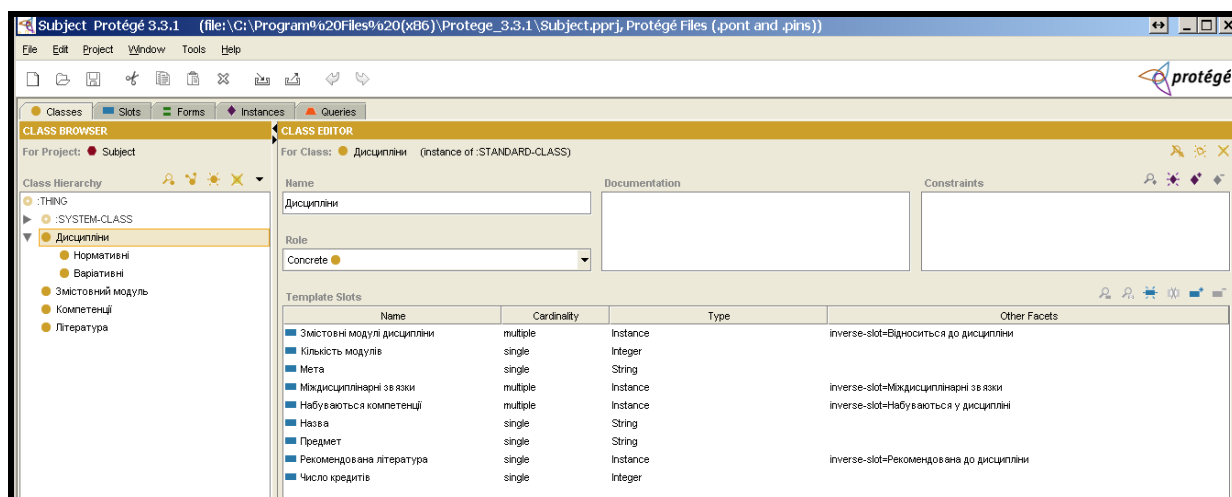 Subject Protégé 3.3.1 (file:\C:\Program%20Files%20(x86)\Protege_3.3.1\Subject.pprj, Protégé Files (.pont and .pins))
File Edit Project Window Tools Help
protégé
Classes Slots Forms Instances Queries
CLASS BROWSER
For Project: Subject
Class Hierarchy
:THING
:SYSTEM-CLASS
Дисципліни
Нормативні
Варіативні
Змістовний модуль
Компетенції
Література
CLASS EDITOR
For Class: Дисципліни (instance of :STANDARD-CLASS)
Name Documentation Constraints
Дисципліни
Role
Concrete
Template Slots
Name Cardinality Type Other Facets
Змістовні модулі дисципліни multiple Instance inverse-slot=Відноситься до дисципліни
Кількість модулів single Integer
Мета single String
Міждисциплінарні зв язки multiple Instance inverse-slot=Міждисциплінарні зв язки
Набуваються компетенції multiple Instance inverse-slot=Набуваються у дисципліні
Назва single String
Предмет single String
Рекомендована література single Instance inverse-slot=Рекомендована до дисципліни
Число кредитів single Integer